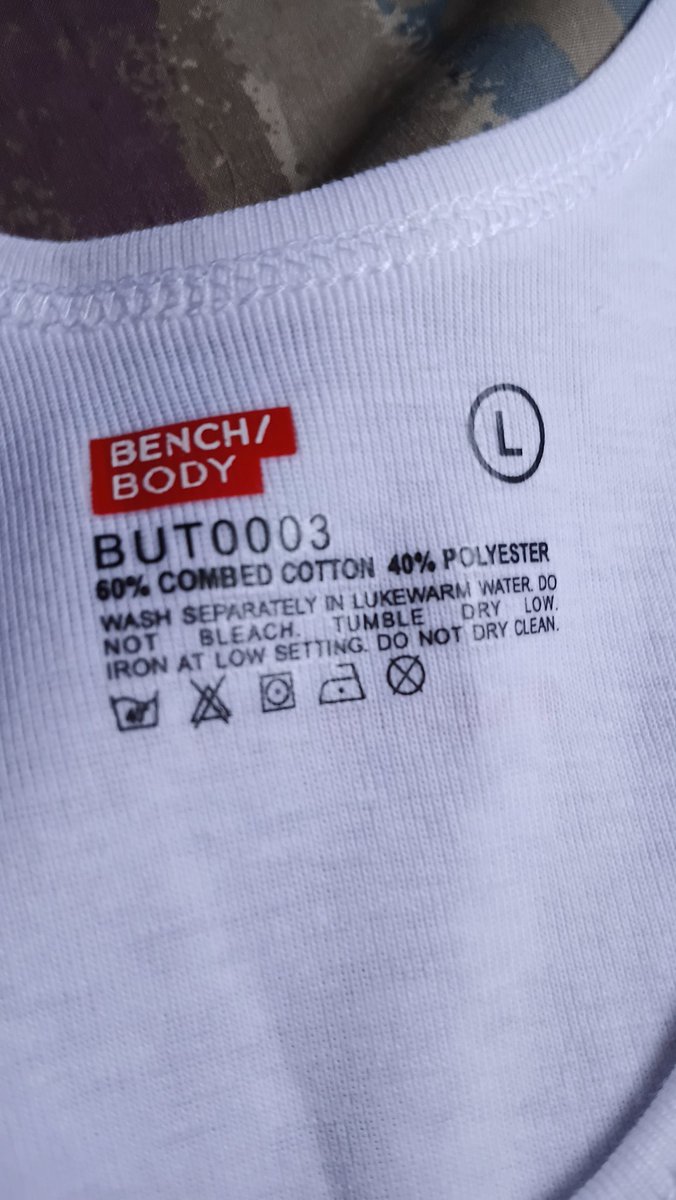 BENCH/
BODY
L
BUT0003
60% COMBED COTTON 40% POLYESTER
WASH SEPARATELY IN LUKEWARM WATER. DO
NOT BLEACH. TUMBLE DRY LOW.
IRON AT LOW SETTING. DO NOT DRY CLEAN.
40°